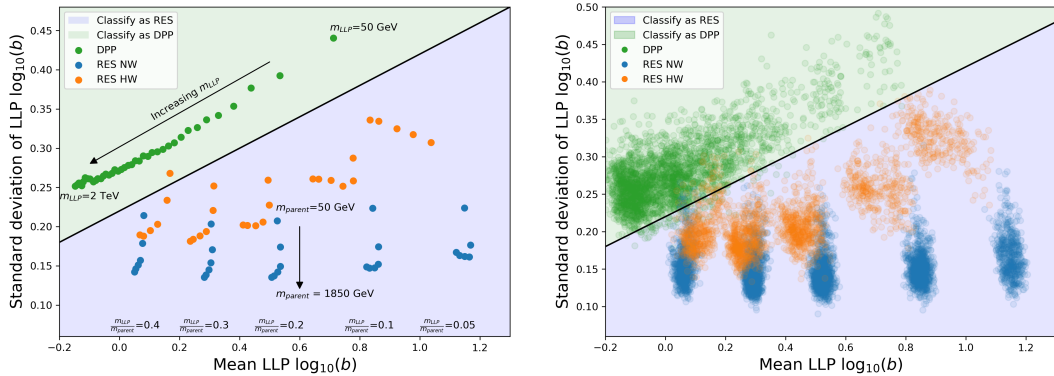 Classify as RES
Classify as DPP
DPP
RES NW
RES HW
m_LLP=50 GeV
Increasing m_LLP
m_LLP=2 TeV
m_parent=50 GeV
m_parent = 1850 GeV
m_LLP/m_parent=0.4
m_LLP/m_parent=0.3
m_LLP/m_parent=0.2
m_LLP/m_parent=0.1
m_LLP/m_parent=0.05
0.45
0.40
0.35
0.30
0.25
0.20
0.15
0.10
−0.2 0.0 0.2 0.4 0.6 0.8 1.0 1.2
Mean LLP log₁₀(b)
Standard deviation of LLP log₁₀(b)
Classify as RES
Classify as DPP
DPP
RES NW
RES HW
0.50
0.45
0.40
0.35
0.30
0.25
0.20
0.15
0.10
0.05
−0.2 0.0 0.2 0.4 0.6 0.8 1.0 1.2
Mean LLP log₁₀(b)
Standard deviation of LLP log₁₀(b)